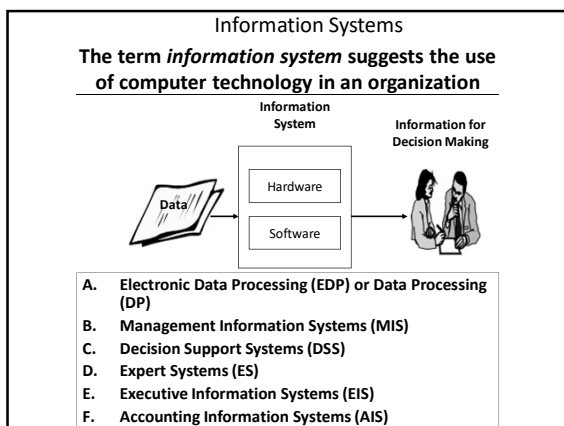 Information Systems
The term information system suggests the use
of computer technology in an organization
Information
System
Information for
Decision Making
Data
Hardware
Software
A. Electronic Data Processing (EDP) or Data Processing
(DP)
B. Management Information Systems (MIS)
C. Decision Support Systems (DSS)
D. Expert Systems (ES)
E. Executive Information Systems (EIS)
F. Accounting Information Systems (AIS)